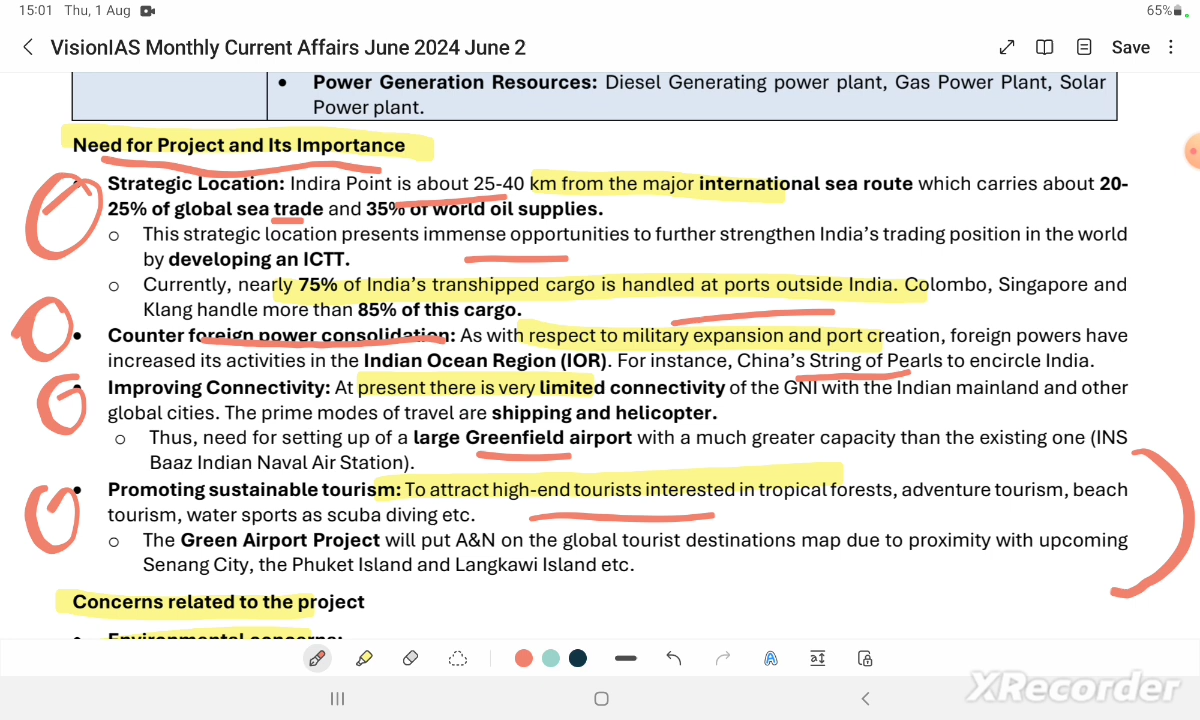 15:01 Thu, 1 Aug
65%
VisionIAS Monthly Current Affairs June 2024 June 2
Save
• Power Generation Resources: Diesel Generating power plant, Gas Power Plant, Solar
Power plant.
Need for Project and Its Importance
• Strategic Location: Indira Point is about 25-40 km from the major international sea route which carries about 20-
25% of global sea trade and 35% of world oil supplies.
o This strategic location presents immense opportunities to further strengthen India's trading position in the world
by developing an ICTT.
o Currently, nearly 75% of India's transhipped cargo is handled at ports outside India. Colombo, Singapore and
Klang handle more than 85% of this cargo.
• Counter foreign power consolidation: As with respect to military expansion and port creation, foreign powers have
increased its activities in the Indian Ocean Region (IOR). For instance, China's String of Pearls to encircle India.
• Improving Connectivity: At present there is very limited connectivity of the GNI with the Indian mainland and other
global cities. The prime modes of travel are shipping and helicopter.
o Thus, need for setting up of a large Greenfield airport with a much greater capacity than the existing one (INS
Baaz Indian Naval Air Station).
• Promoting sustainable tourism: To attract high-end tourists interested in tropical forests, adventure tourism, beach
tourism, water sports as scuba diving etc.
o The Green Airport Project will put A&N on the global tourist destinations map due to proximity with upcoming
Senang City, the Phuket Island and Langkawi Island etc.
Concerns related to the project
• Environmental concerns:
XRecorder